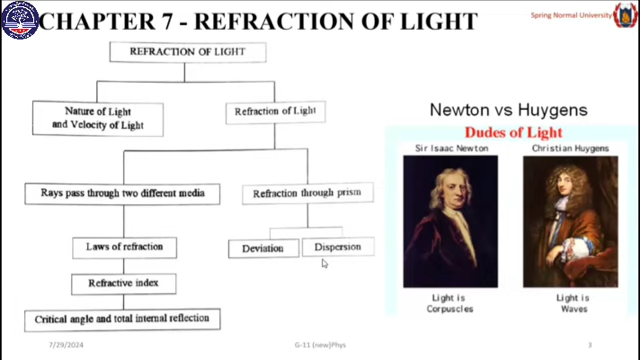 CHAPTER 7 - REFRACTION OF LIGHT
Spring Normal University
REFRACTION OF LIGHT
Nature of Light
and Velocity of Light
Refraction of Light
Rays pass through two different media
Refraction through prism
Laws of refraction
Deviation
Dispersion
Refractive index
Critical angle and total internal reflection
Newton vs Huygens
Dudes of Light
Sir Isaac Newton
Christian Huygens
Light is
Corpuscles
Light is
Waves
7/29/2024
G-11 (new)Phys
3